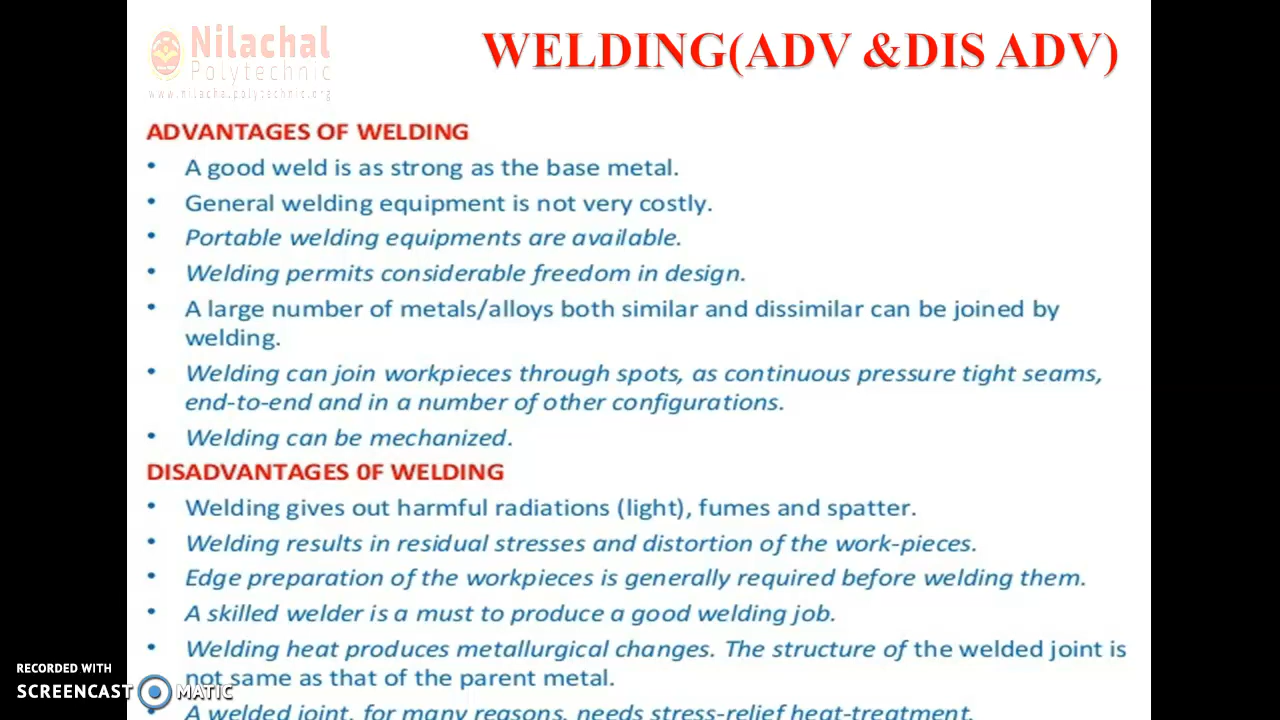 Nilachal
Polytechnic
www.nilachalpolytechnic.org
WELDING(ADV &DIS ADV)
ADVANTAGES OF WELDING
• A good weld is as strong as the base metal.
• General welding equipment is not very costly.
• Portable welding equipments are available.
• Welding permits considerable freedom in design.
• A large number of metals/alloys both similar and dissimilar can be joined by
welding.
• Welding can join workpieces through spots, as continuous pressure tight seams,
end-to-end and in a number of other configurations.
• Welding can be mechanized.
DISADVANTAGES 0F WELDING
• Welding gives out harmful radiations (light), fumes and spatter.
• Welding results in residual stresses and distortion of the work-pieces.
• Edge preparation of the workpieces is generally required before welding them.
• A skilled welder is a must to produce a good welding job.
• Welding heat produces metallurgical changes. The structure of the welded joint is
not same as that of the parent metal.
• A welded joint, for many reasons, needs stress-relief heat-treatment.
RECORDED WITH
SCREENCAST MATIC